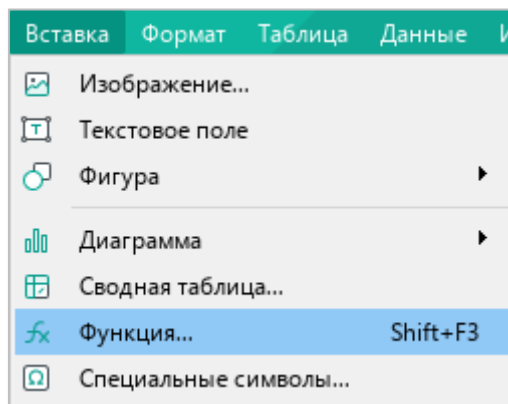 Вставка Формат Таблица Данные
Изображение...
Текстовое поле
Фигура
Диаграмма
Сводная таблица...
Функция... Shift+F3
Специальные символы...